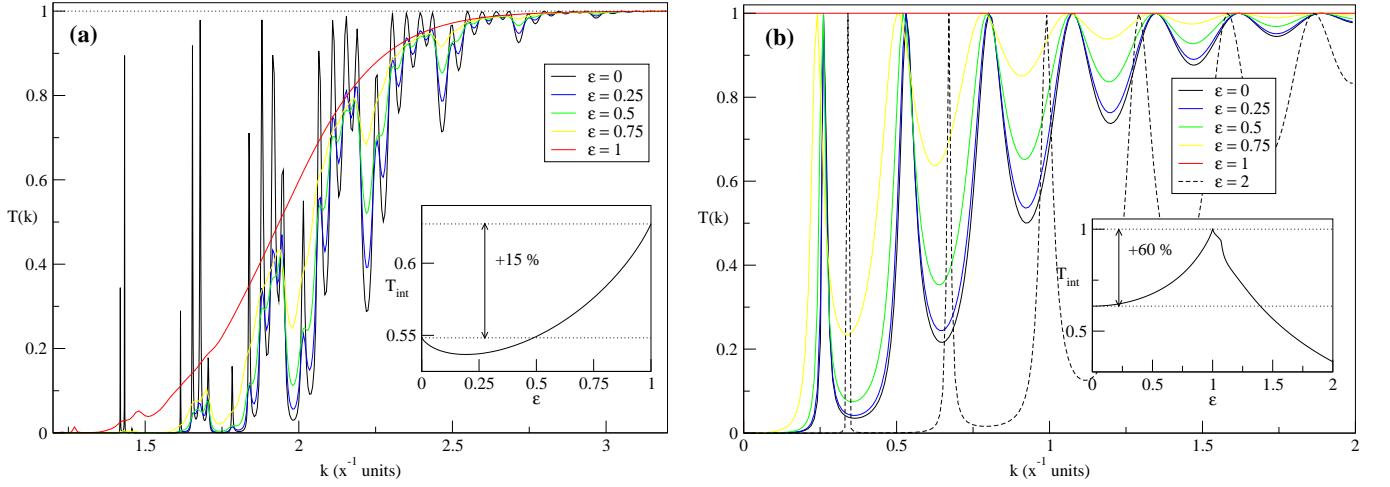 (a)
T(k)
1
0.8
0.6
0.4
0.2
0
1.5
2
2.5
3
k (x⁻¹ units)
ε = 0
ε = 0.25
ε = 0.5
ε = 0.75
ε = 1
T_int
0.6
0.55
+15 %
0
0.25
0.5
0.75
1
ε
(b)
T(k)
1
0.8
0.6
0.4
0.2
0
0
0.5
1
1.5
2
k (x⁻¹ units)
ε = 0
ε = 0.25
ε = 0.5
ε = 0.75
ε = 1
ε = 2
T_int
1
0.5
+60 %
0
0.5
1
1.5
2
ε